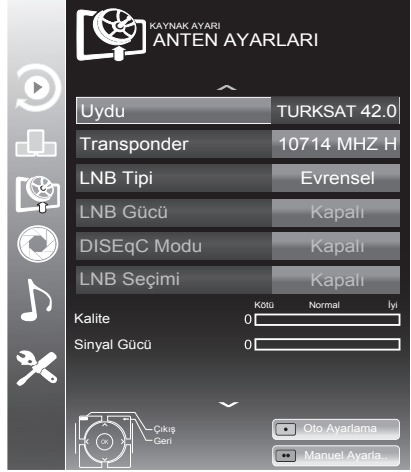 KAYNAK AYARI
ANTEN AYARLARI
Uydu TURKSAT 42.0
Transponder 10714 MHZ H
LNB Tipi Evrensel
LNB Gücü Kapalı
DISEqC Modu Kapalı
LNB Seçimi Kapalı
Kötü Normal İyi
Kalite 0
Sinyal Gücü 0
Çıkış
Geri
OK
Oto Ayarlama
Manuel Ayarla..